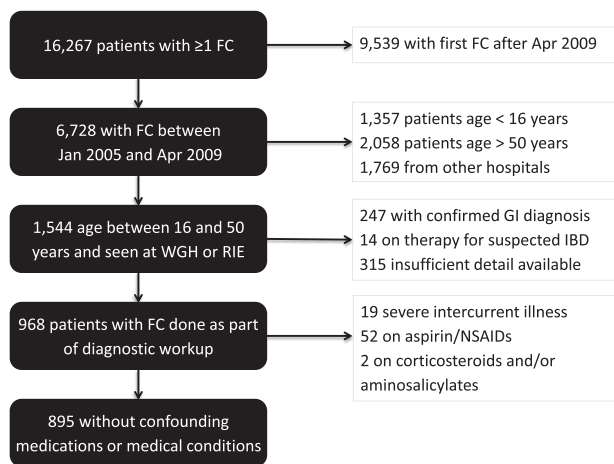 16,267 patients with ≥1 FC
9,539 with first FC after Apr 2009
6,728 with FC between
Jan 2005 and Apr 2009
1,357 patients age < 16 years
2,058 patients age > 50 years
1,769 from other hospitals
1,544 age between 16 and 50
years and seen at WGH or RIE
247 with confirmed GI diagnosis
14 on therapy for suspected IBD
315 insufficient detail available
968 patients with FC done as part
of diagnostic workup
19 severe intercurrent illness
52 on aspirin/NSAIDs
2 on corticosteroids and/or
aminosalicylates
895 without confounding
medications or medical conditions